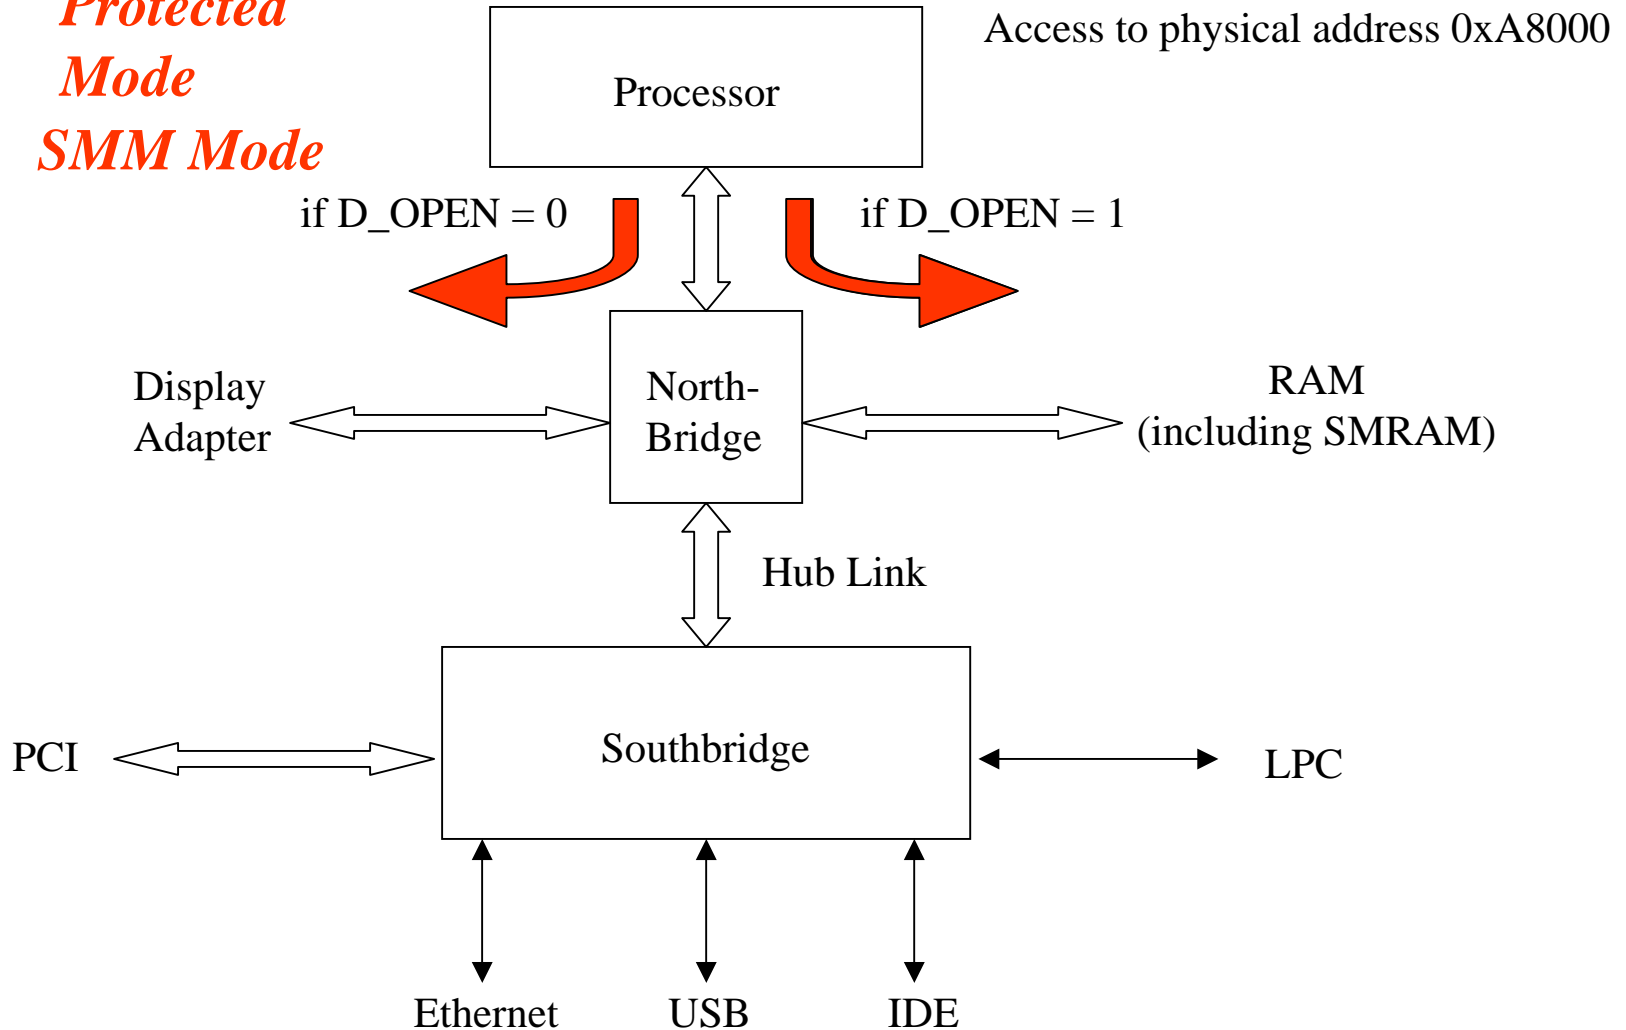 Protected
Mode
SMM Mode
Access to physical address 0xA8000
Processor
if D_OPEN = 0
if D_OPEN = 1
Display
Adapter
North-
Bridge
RAM
(including SMRAM)
Hub Link
PCI
Southbridge
LPC
Ethernet
USB
IDE